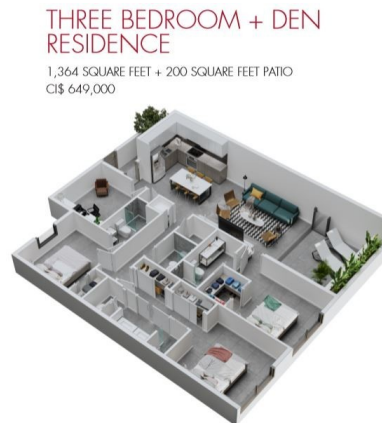 THREE BEDROOM + DEN
RESIDENCE
1,364 SQUARE FEET + 200 SQUARE FEET PATIO
CI$ 649,000